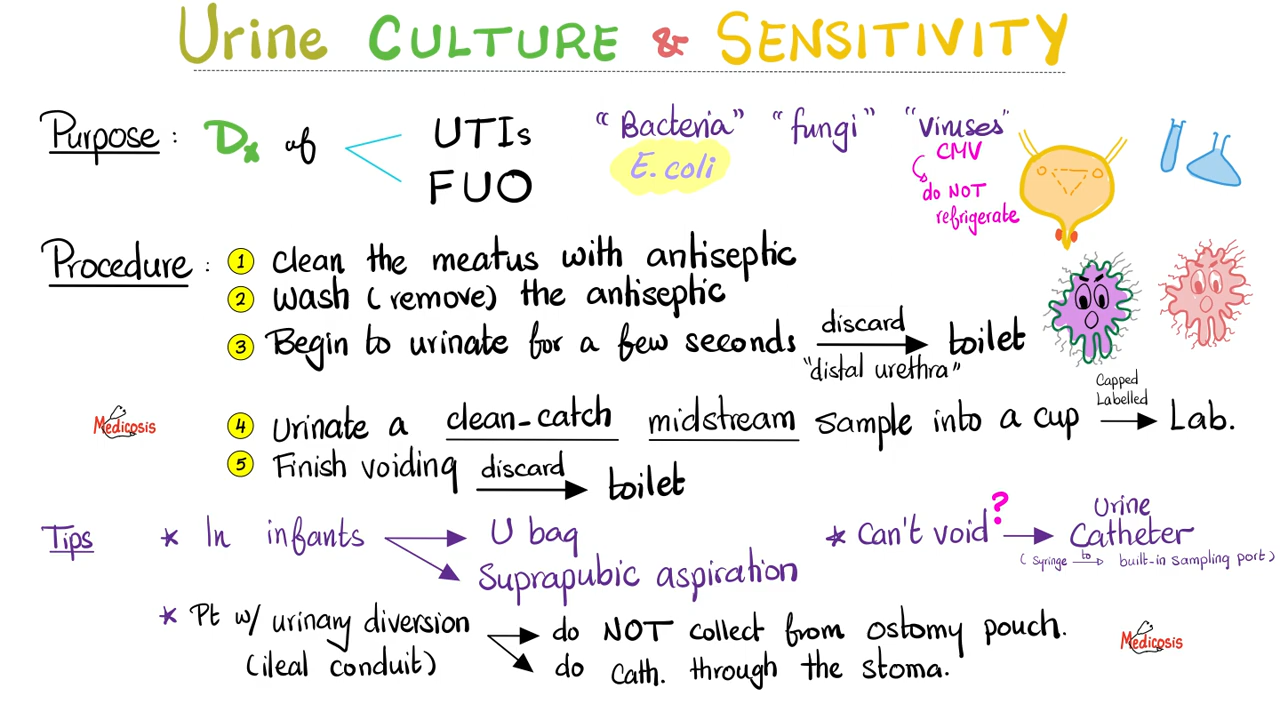 Urine CULTURE & SENSITIVITY
Purpose : Dx of UTIs FUO
"Bacteria" "fungi" "Viruses"
E. coli
CMV
do NOT
refrigerate
Procedure : 1 Clean the meatus with antiseptic
2 Wash (remove) the antiseptic
3 Begin to urinate for a few seconds discard toilet
"distal urethra"
4 Urinate a clean-catch midstream sample into a cup Capped Labelled Lab.
Medicosis
5 Finish voiding discard toilet
Tips * In infants U bag
Suprapubic aspiration
* Can't void ? Urine Catheter
(Syringe to built-in sampling port)
* Pt w/ urinary diversion do NOT collect from ostomy pouch.
(ileal conduit) do Cath. through the stoma.
Medicosis